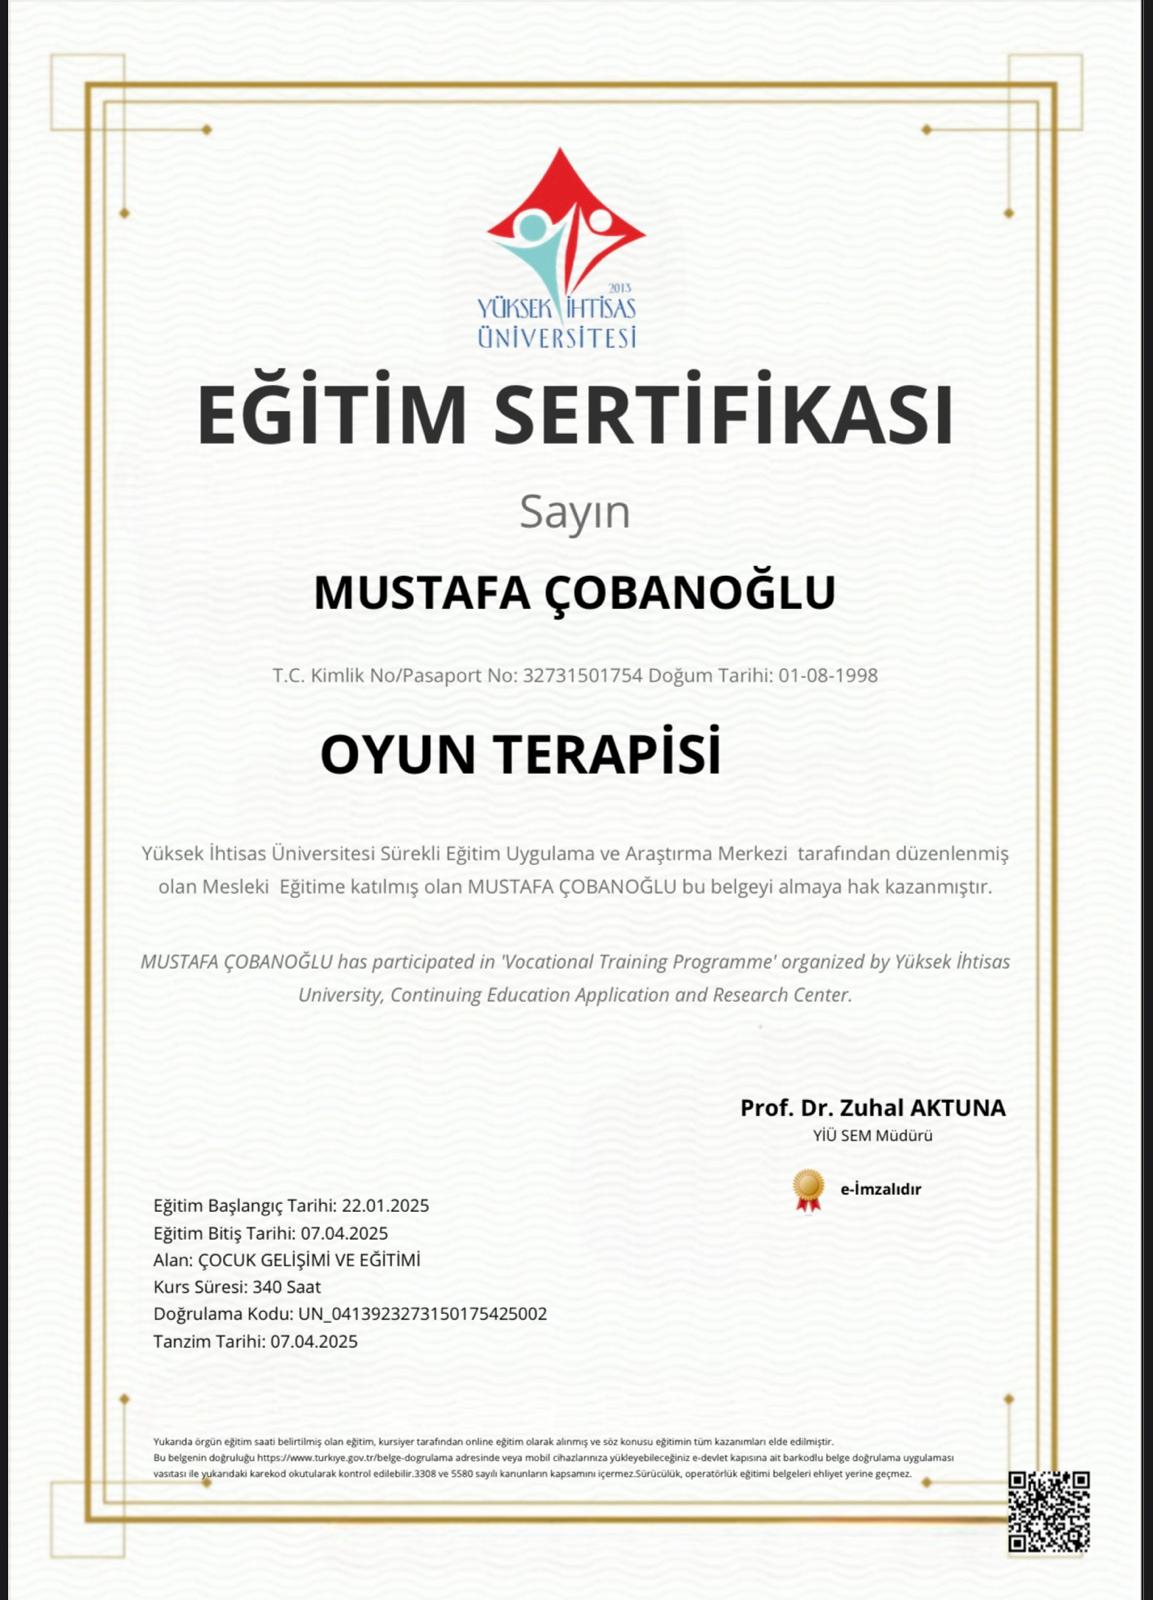 2013
YÜKSEK İHTİSAS
ÜNİVERSİTESİ
EĞİTİM SERTİFİKASI
Sayın
MUSTAFA ÇOBANOĞLU
T.C. Kimlik No/Pasaport No: 32731501754 Doğum Tarihi: 01-08-1998
OYUN TERAPİSİ
Yüksek İhtisas Üniversitesi Sürekli Eğitim Uygulama ve Araştırma Merkezi tarafından düzenlenmiş
olan Mesleki Eğitime katılmış olan MUSTAFA ÇOBANOĞLU bu belgeyi almaya hak kazanmıştır.
MUSTAFA ÇOBANOĞLU has participated in 'Vocational Training Programme' organized by Yüksek İhtisas
University, Continuing Education Application and Research Center.
Prof. Dr. Zuhal AKTUNA
YİÜ SEM Müdürü
e-İmzalıdır
Eğitim Başlangıç Tarihi: 22.01.2025
Eğitim Bitiş Tarihi: 07.04.2025
Alan: ÇOCUK GELİŞİMİ VE EĞİTİMİ
Kurs Süresi: 340 Saat
Doğrulama Kodu: UN_0413923273150175425002
Tanzim Tarihi: 07.04.2025
Yukarıda örgün eğitim saati belirtilmiş olan eğitim, kursiyer tarafından online eğitim olarak alınmış ve söz konusu eğitimin tüm kazanımları elde edilmiştir.
Bu belgenin doğruluğu https://www.turkıye.gov.tr/belge-dogrulama adresinde veya mobil cihazlarınıza yükleyebileceğiniz e-devlet kapısına ait barkodlu belge doğrulama uygulaması
vasıtası ile yukarıdaki karekod okutularak kontrol edilebilir.3308 ve 5580 sayılı kanunların kapsamını içermez.Sürücülük, operatörlük eğitimi belgeleri ehliyet yerine geçmez.